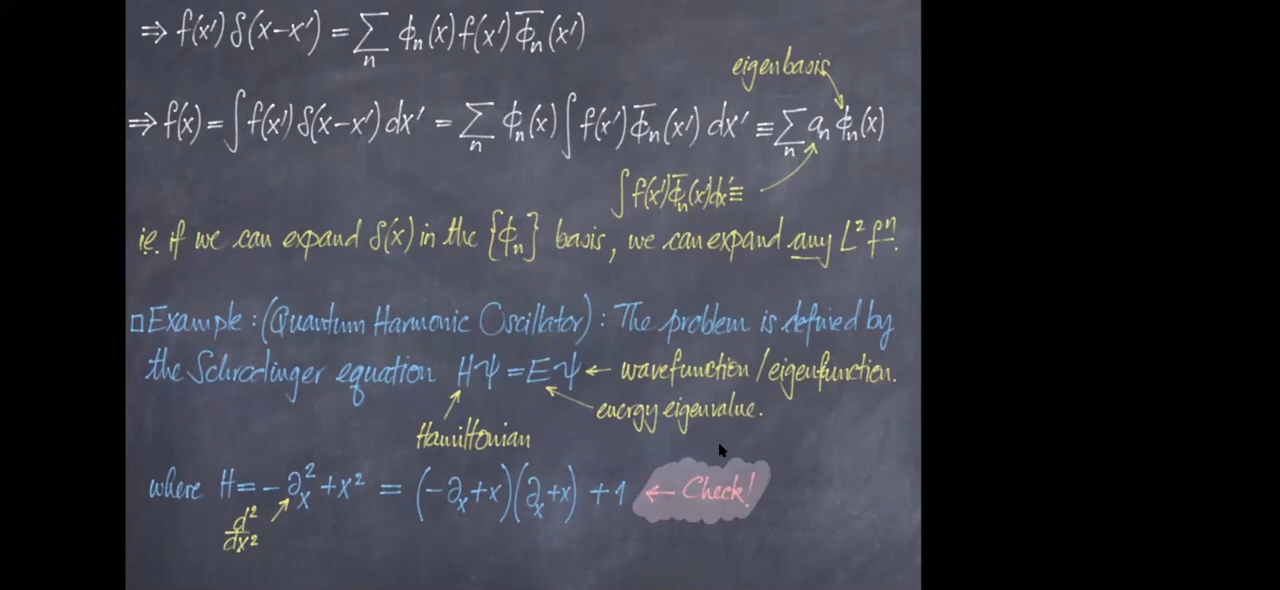 ⇒ f(x′) δ(x−x′) = ∑ₙ ϕₙ(x) f(x′) ϕ̅ₙ(x′)
eigenbasis
⇒ f(x) = ∫ f(x′) δ(x−x′) dx′ = ∑ₙ ϕₙ(x) ∫ f(x′) ϕ̅ₙ(x′) dx′ ≡ ∑ₙ aₙ ϕₙ(x)
∫ f(x′) ϕ̅ₙ(x′) dx′ ≡
i.e. if we can expand δ(x) in the {ϕₙ} basis, we can expand any L² fⁿ.
□ Example : (Quantum Harmonic Oscillator) : The problem is defined by
the Schrodinger equation Hψ = Eψ ← wavefunction / eigenfunction.
energy eigenvalue.
Hamiltonian
where H = −∂ₓ² + x² = (−∂ₓ + x)(∂ₓ + x) + 1 ← Check!
d²/dx²